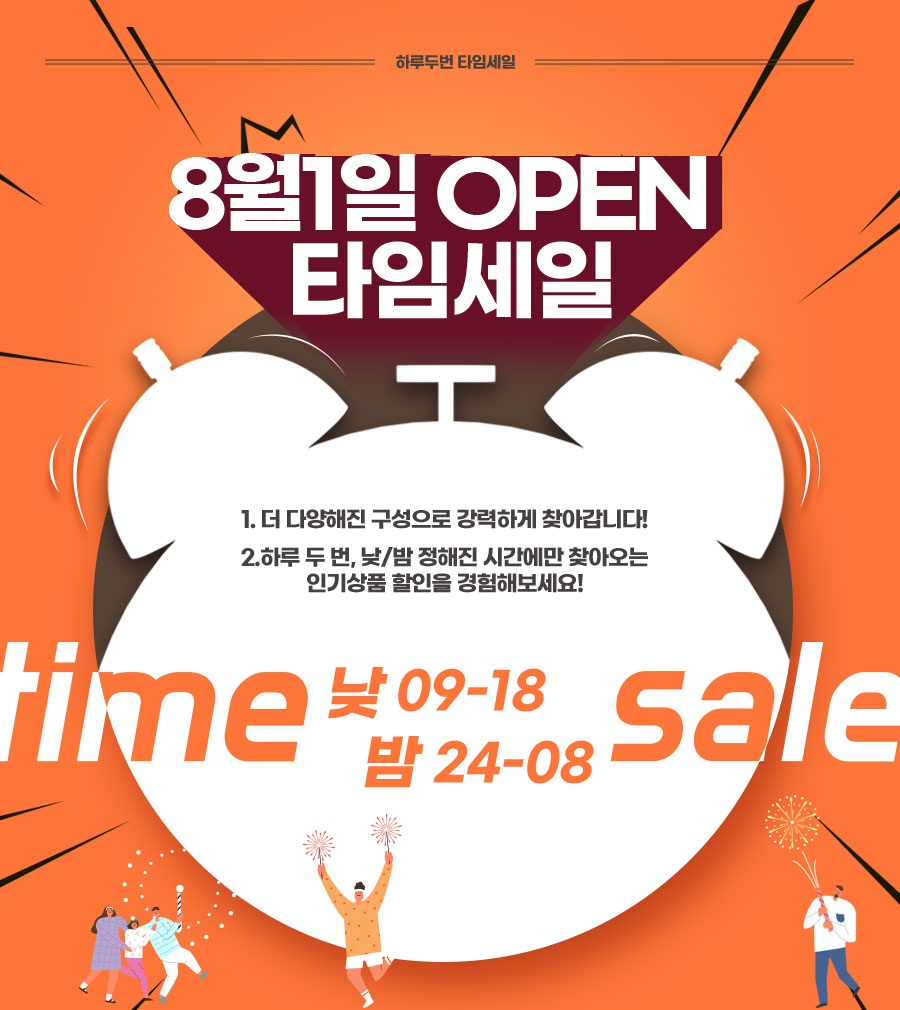 하루두번 타임세일
8월1일 OPEN
타임세일
1. 더 다양해진 구성으로 강력하게 찾아갑니다!
2.하루 두 번, 낮/밤 정해진 시간에만 찾아오는
인기상품 할인을 경험해보세요!
time sale
낮 09-18
밤 24-08